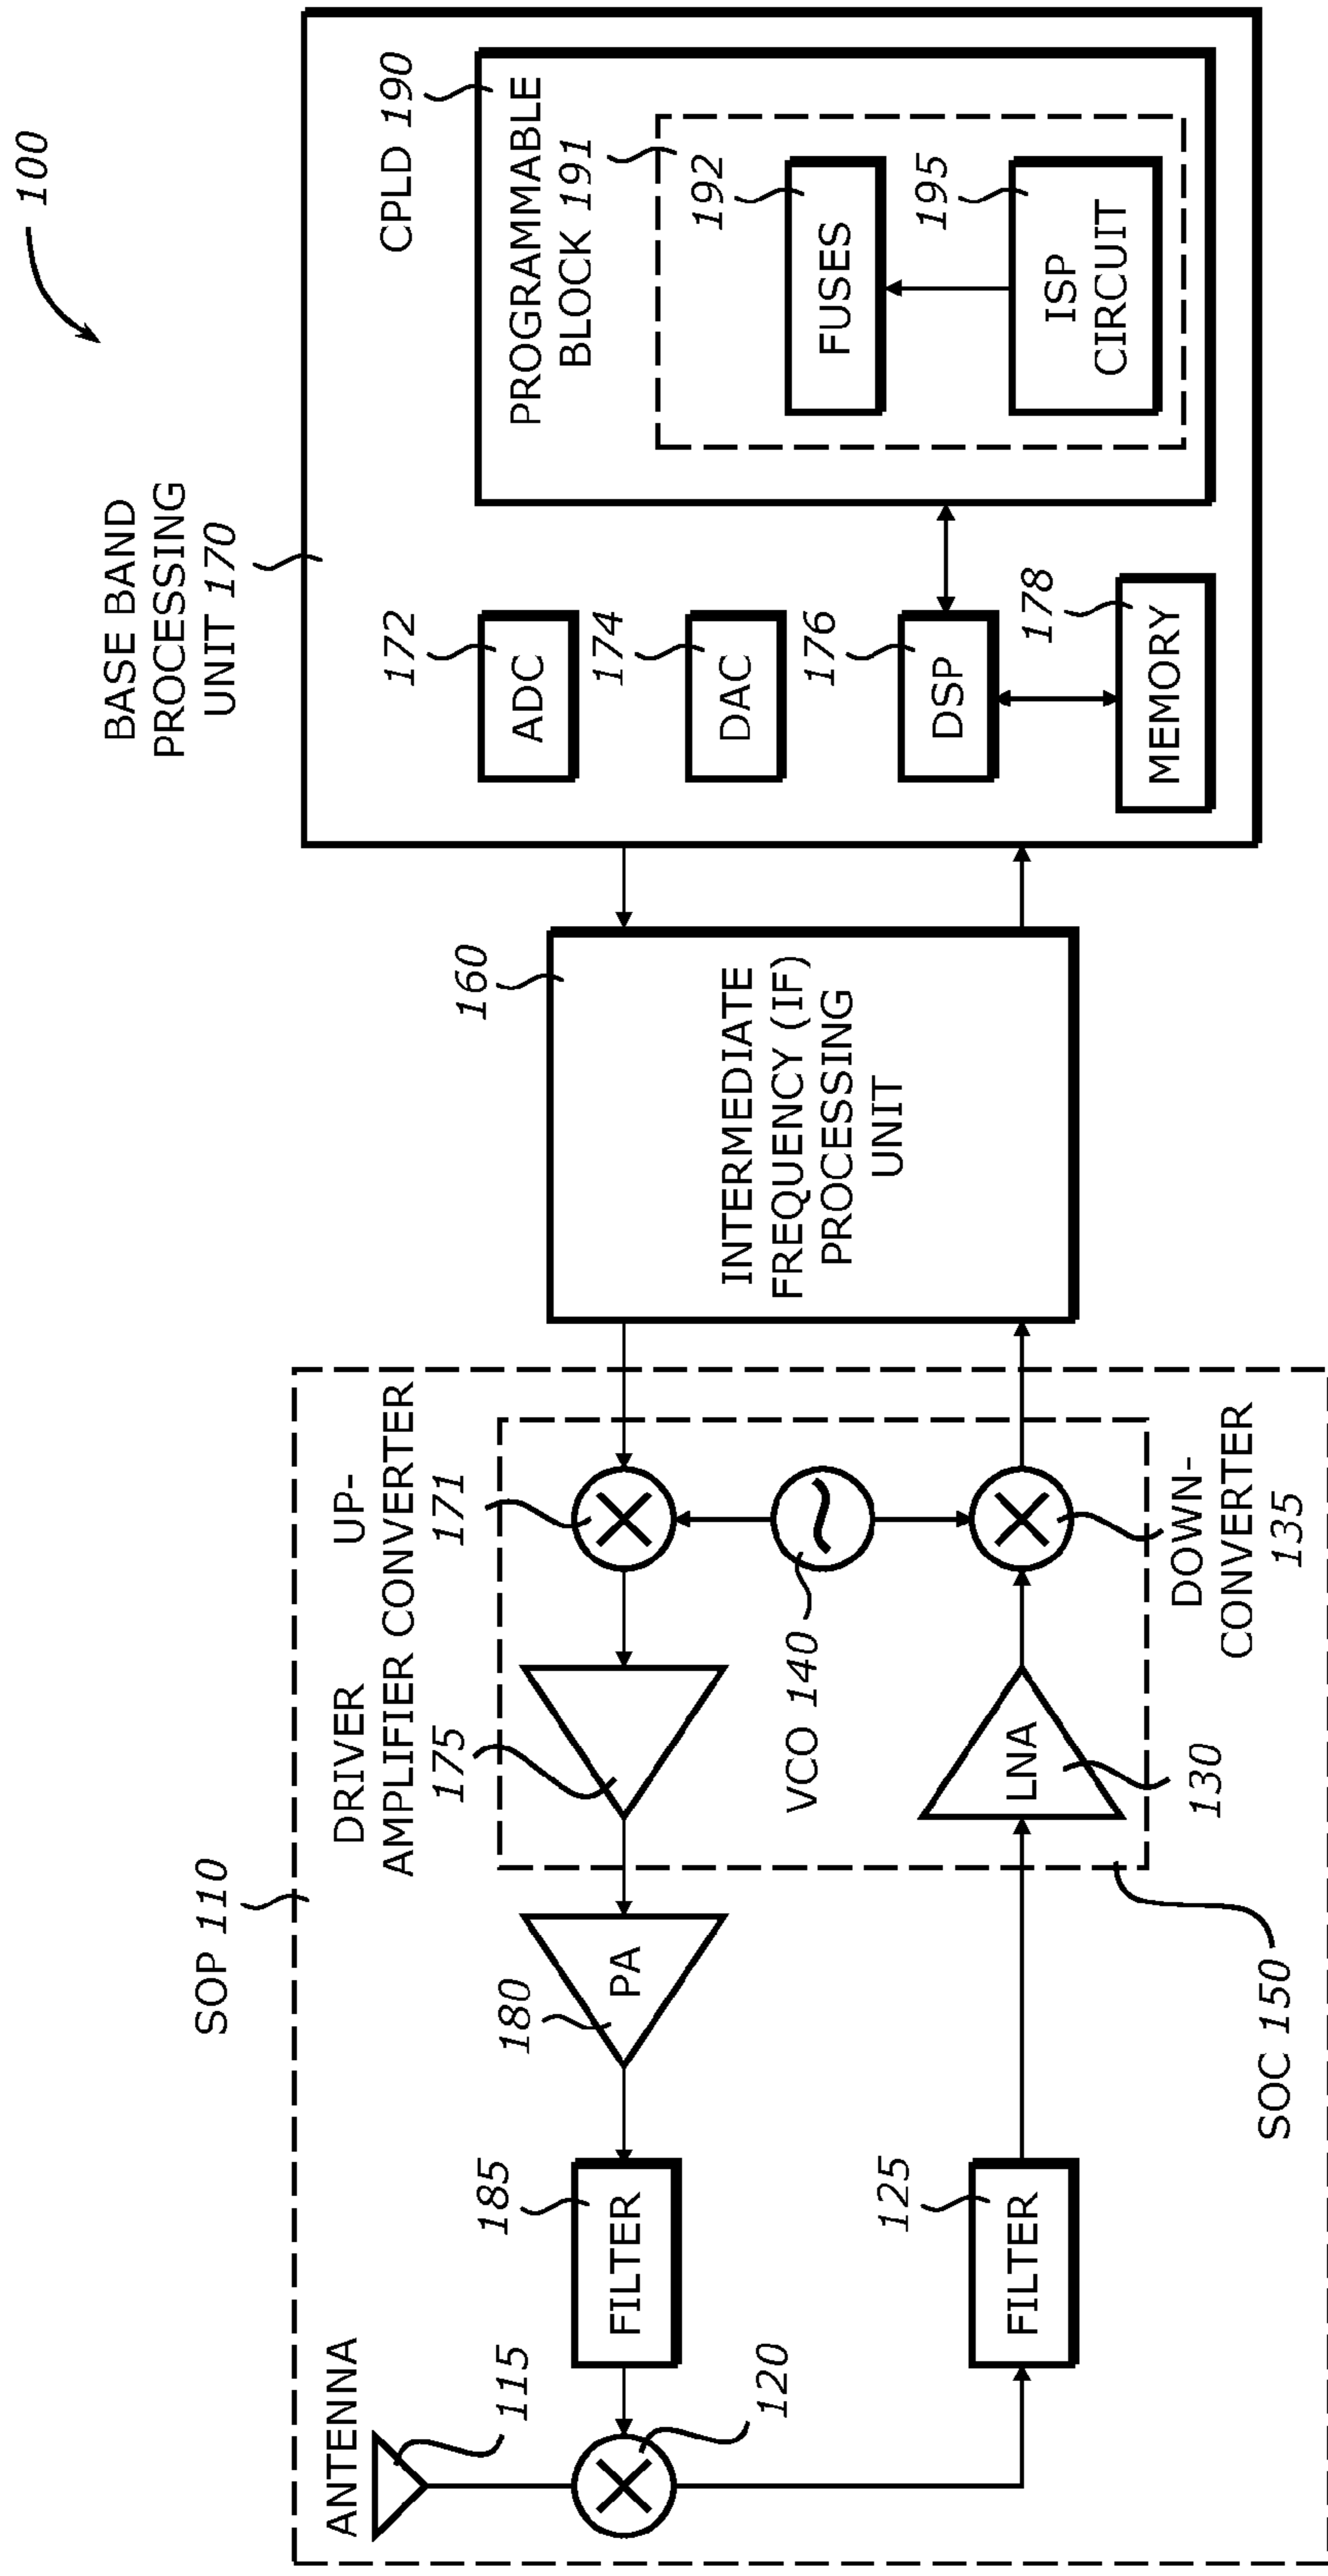 100
SOP 110
ANTENNA
115
120
185
FILTER
125
FILTER
180
PA
DRIVER
AMPLIFIER
175
UP-
CONVERTER
171
VCO 140
LNA
130
DOWN-
CONVERTER
135
SOC 150
160
INTERMEDIATE
FREQUENCY (IF)
PROCESSING
UNIT
BASE BAND
PROCESSING
UNIT 170
172
ADC
174
DAC
176
DSP
178
MEMORY
CPLD 190
PROGRAMMABLE
BLOCK 191
192
FUSES
195
ISP
CIRCUIT